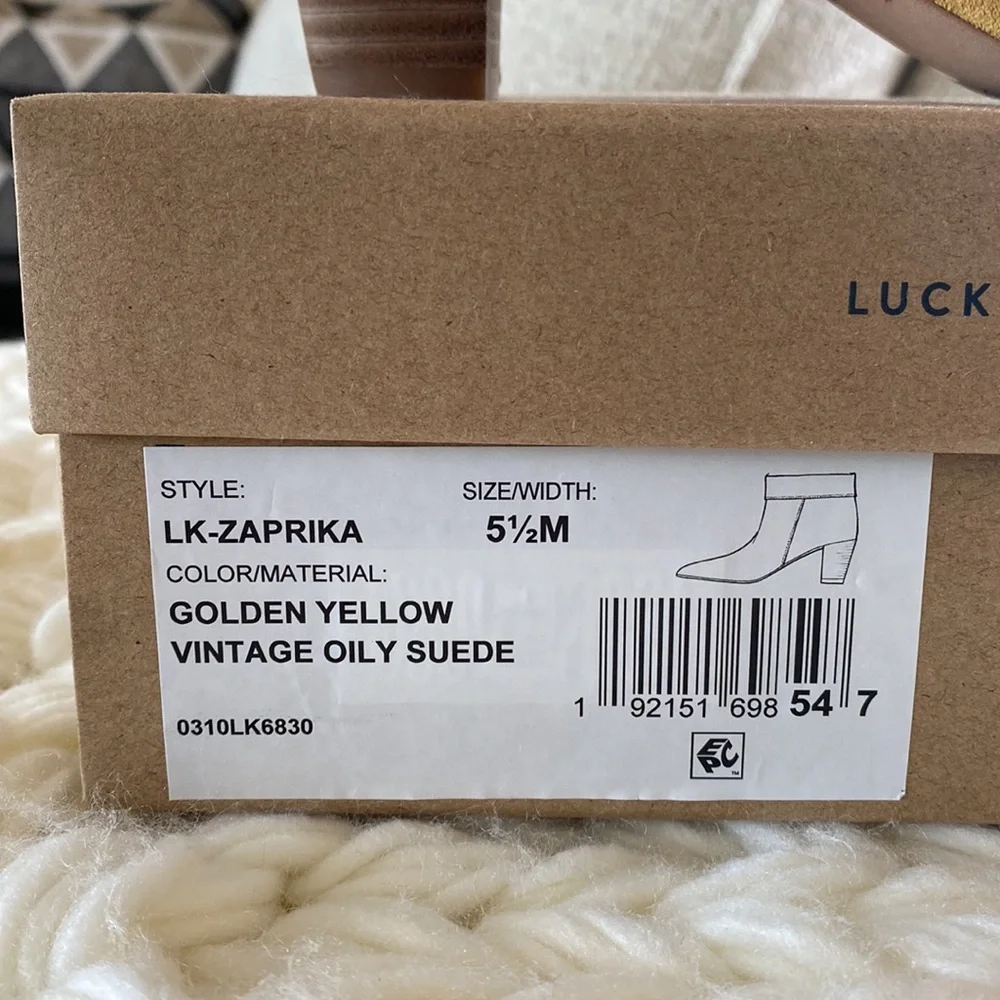 LUCK
STYLE: SIZE/WIDTH:
LK-ZAPRIKA 5½M
COLOR/MATERIAL:
GOLDEN YELLOW
VINTAGE OILY SUEDE
1 92151 698 54 7
0310LK6830
EPC
TM